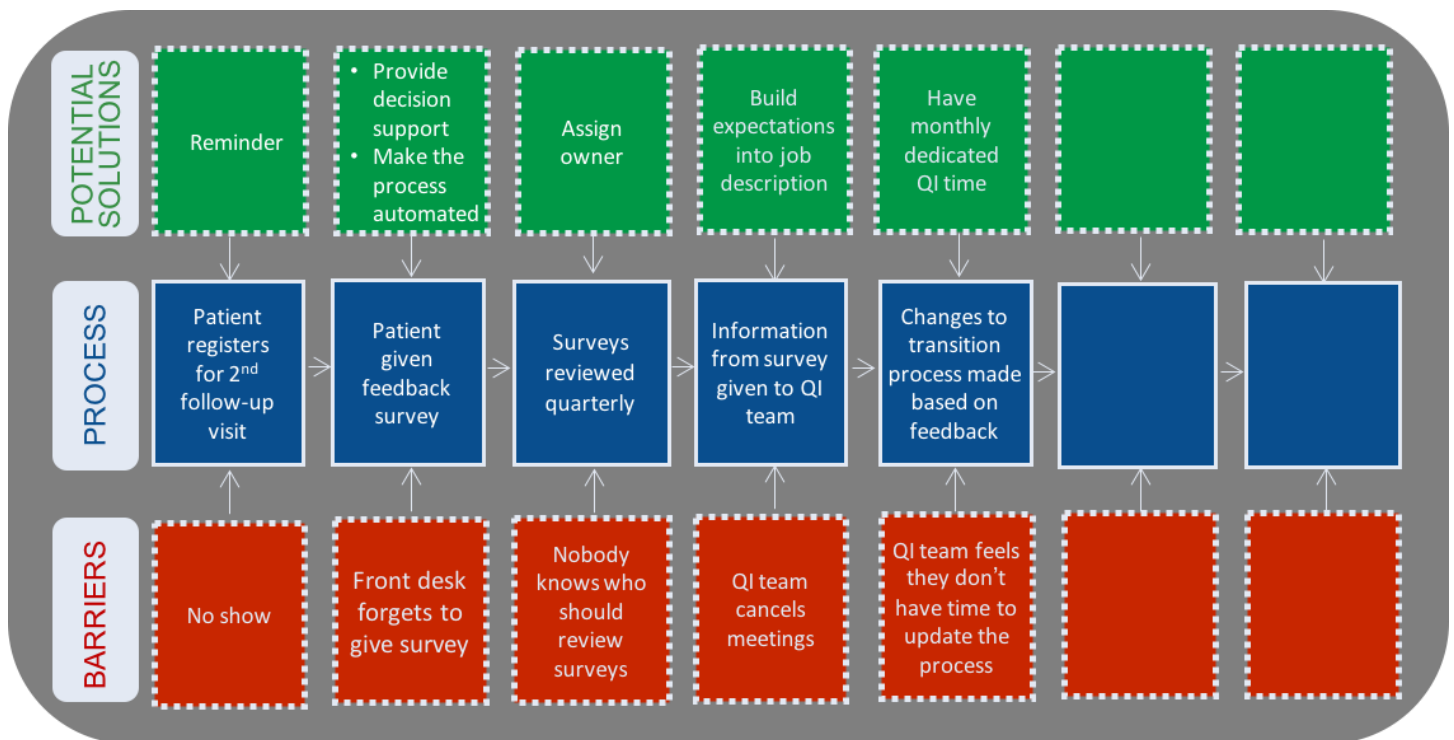 POTENTIAL
SOLUTIONS
Reminder
• Provide
decision
support
• Make the
process
automated
Assign
owner
Build
expectations
into job
description
Have
monthly
dedicated
QI time
PROCESS
Patient
registers
for 2nd
follow-up
visit
Patient
given
feedback
survey
Surveys
reviewed
quarterly
Information
from survey
given to QI
team
Changes to
transition
process made
based on
feedback
BARRIERS
No show
Front desk
forgets to
give survey
Nobody
knows who
should
review
surveys
QI team
cancels
meetings
QI team feels
they don’t
have time to
update the
process